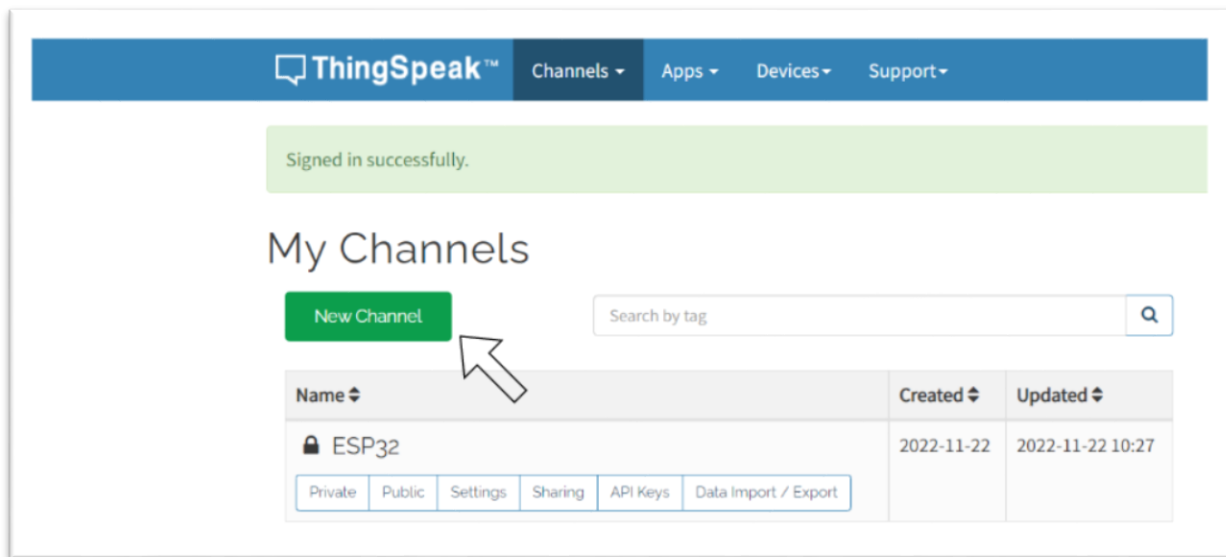 ThingSpeak™ Channels Apps Devices Support
Signed in successfully.
My Channels
New Channel Search by tag
Name Created Updated
ESP32 2022-11-22 2022-11-22 10:27
Private Public Settings Sharing API Keys Data Import / Export